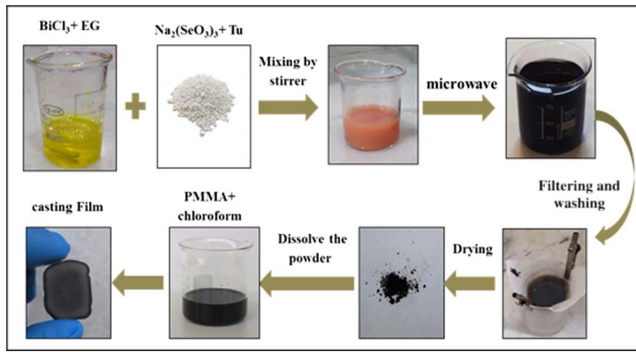 BiCl₃+ EG
Na₂(SeO₃)₃+ Tu
Mixing by
stirrer
microwave
Filtering and
washing
Drying
Dissolve the
powder
PMMA+
chloroform
casting Film